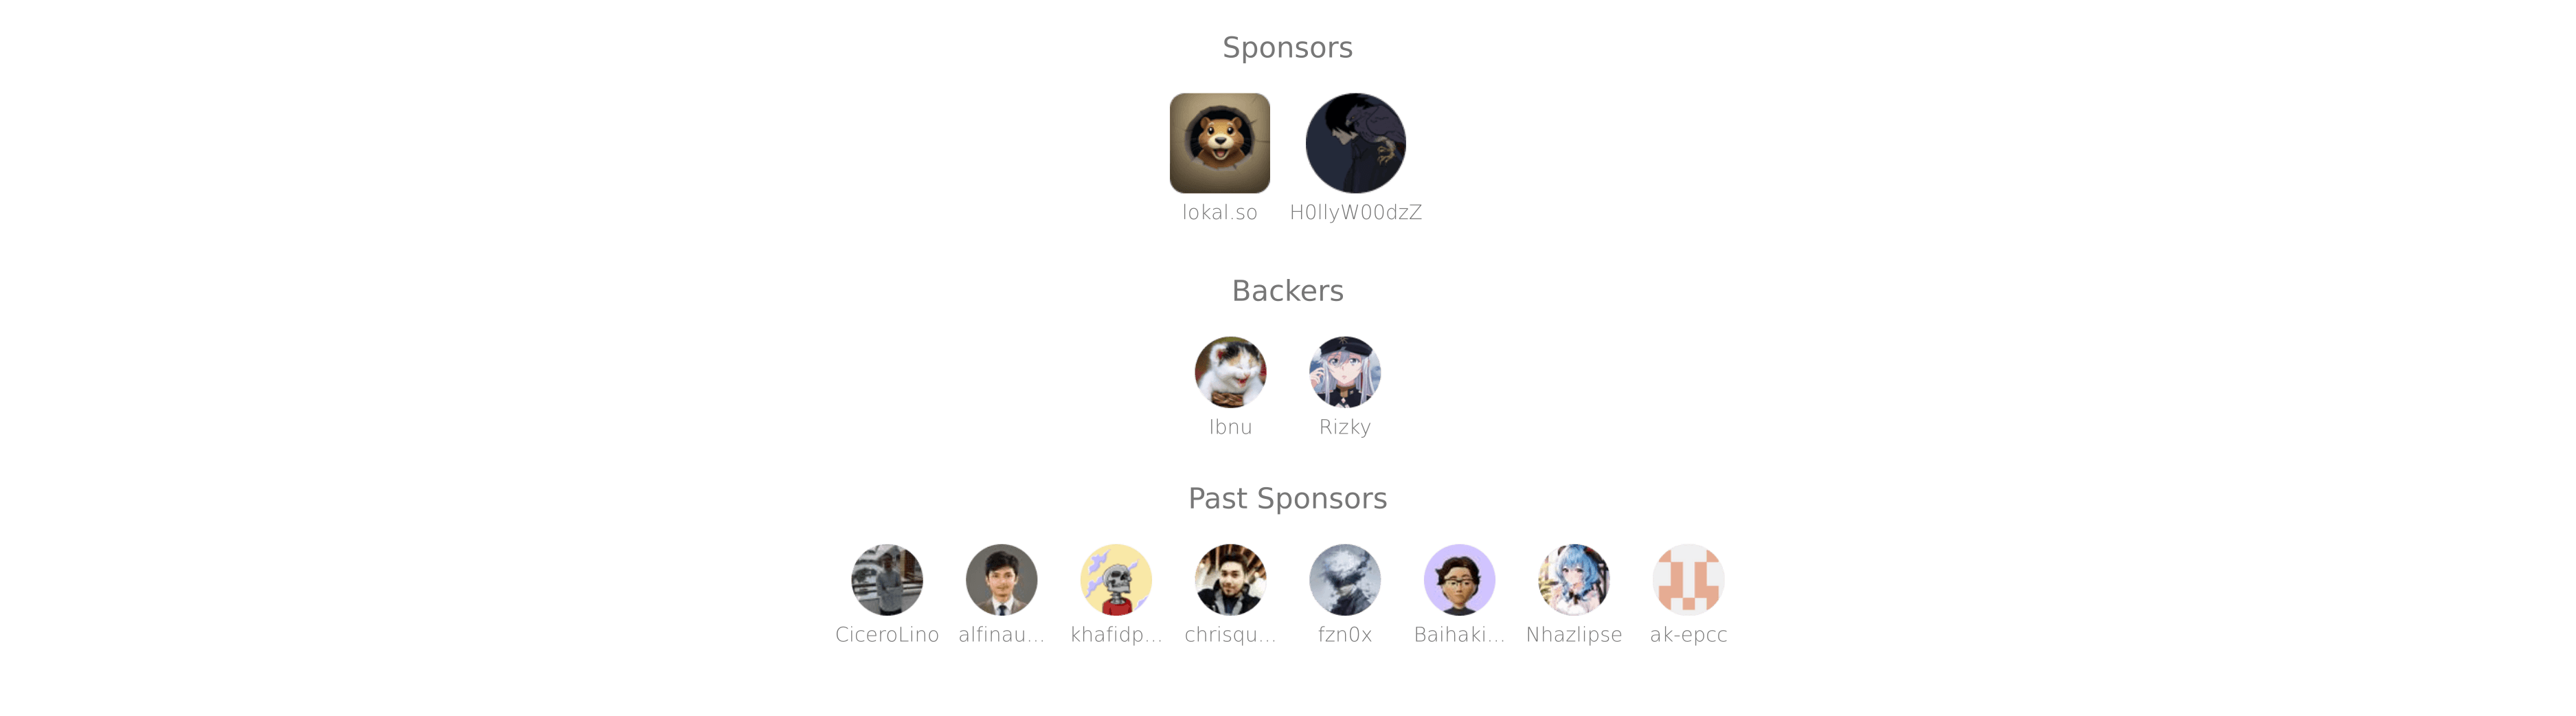 Sponsors
lokal.so H0llyW00dzZ
Backers
Ibnu Rizky
Past Sponsors
CiceroLino alfinau... khafidp... chrisqu... fzn0x Baihaki... Nhazlipse ak-epcc